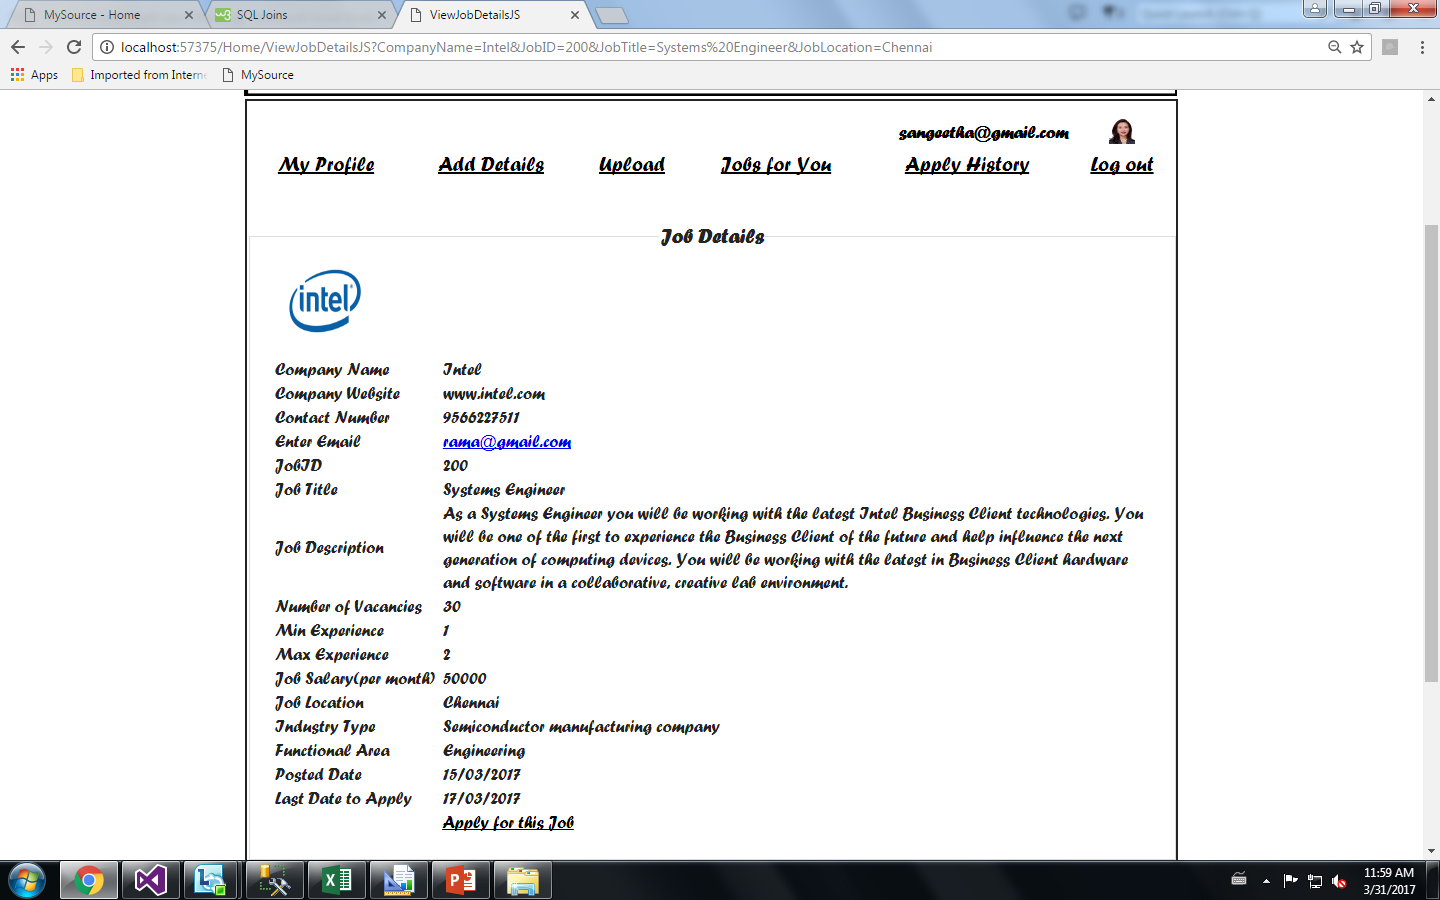 MySource - Home
SQL Joins
ViewJobDetailsJS
localhost:57375/Home/ViewJobDetailsJS?CompanyName=Intel&JobID=200&JobTitle=Systems%20Engineer&JobLocation=Chennai
Apps
Imported from Intern
MySource
sangeetha@gmail.com
My Profile
Add Details
Upload
Jobs for You
Apply History
Log out
Job Details
intel
Company Name Intel
Company Website www.intel.com
Contact Number 9566227511
Enter Email rama@gmail.com
JobID 200
Job Title Systems Engineer
Job Description
As a Systems Engineer you will be working with the latest Intel Business Client technologies. You
will be one of the first to experience the Business Client of the future and help influence the next
generation of computing devices. You will be working with the latest in Business Client hardware
and software in a collaborative, creative lab environment.
Number of Vacancies 30
Min Experience 1
Max Experience 2
Job Salary(per month) 50000
Job Location Chennai
Industry Type Semiconductor manufacturing company
Functional Area Engineering
Posted Date 15/03/2017
Last Date to Apply 17/03/2017
Apply for this Job
11:59 AM
3/31/2017